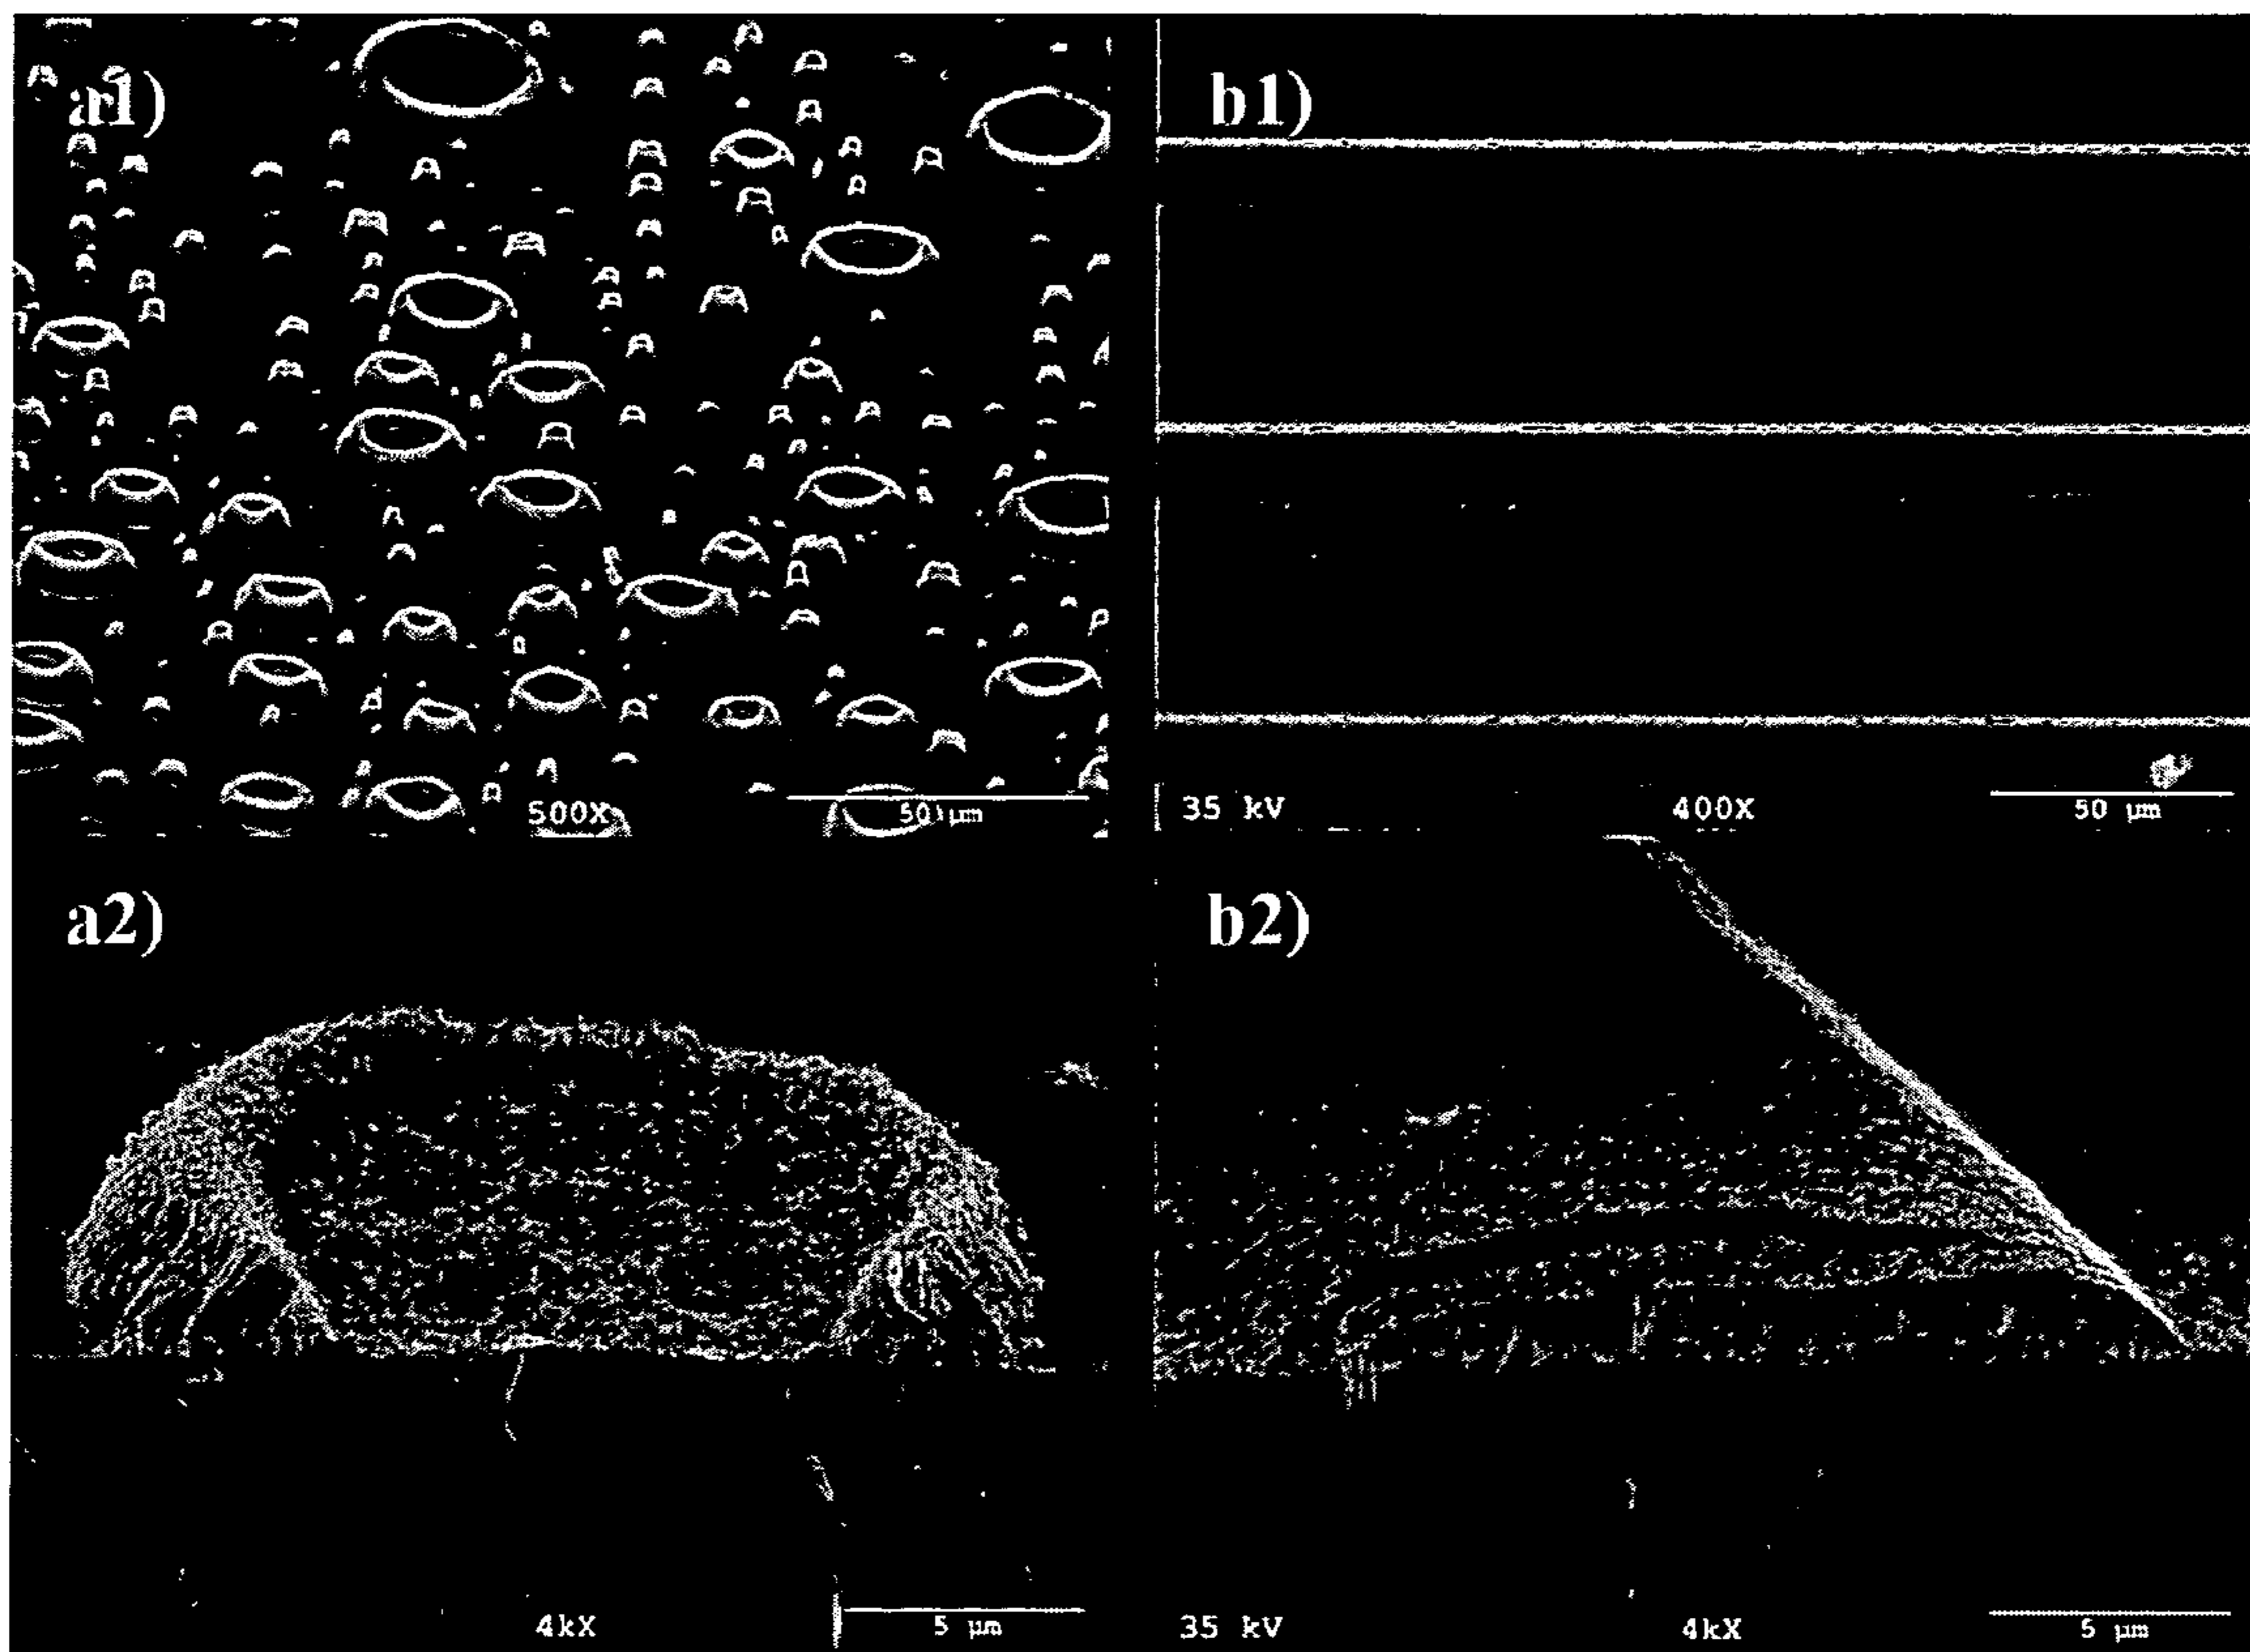 a1)
b1)
500X 50 µm
35 kV 400X 50 µm
a2)
b2)
4kX 5 µm
35 kV 4kX 5 µm